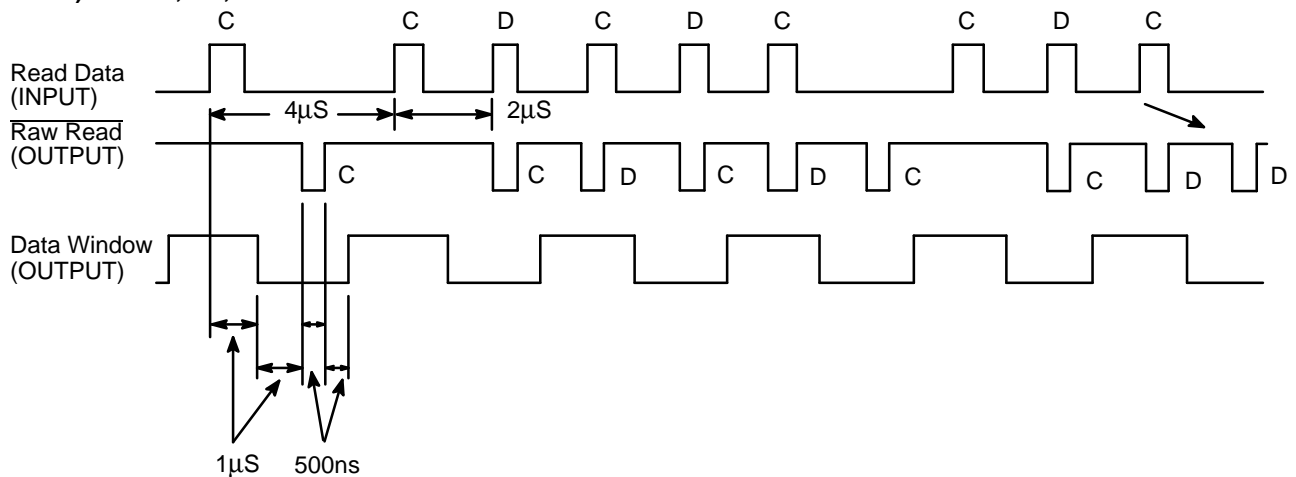 C C D C D C C D C
Read Data
(INPUT)
4μS 2μS
Raw Read
(OUTPUT)
C C D C D C C D D
Data Window
(OUTPUT)
1μS 500ns